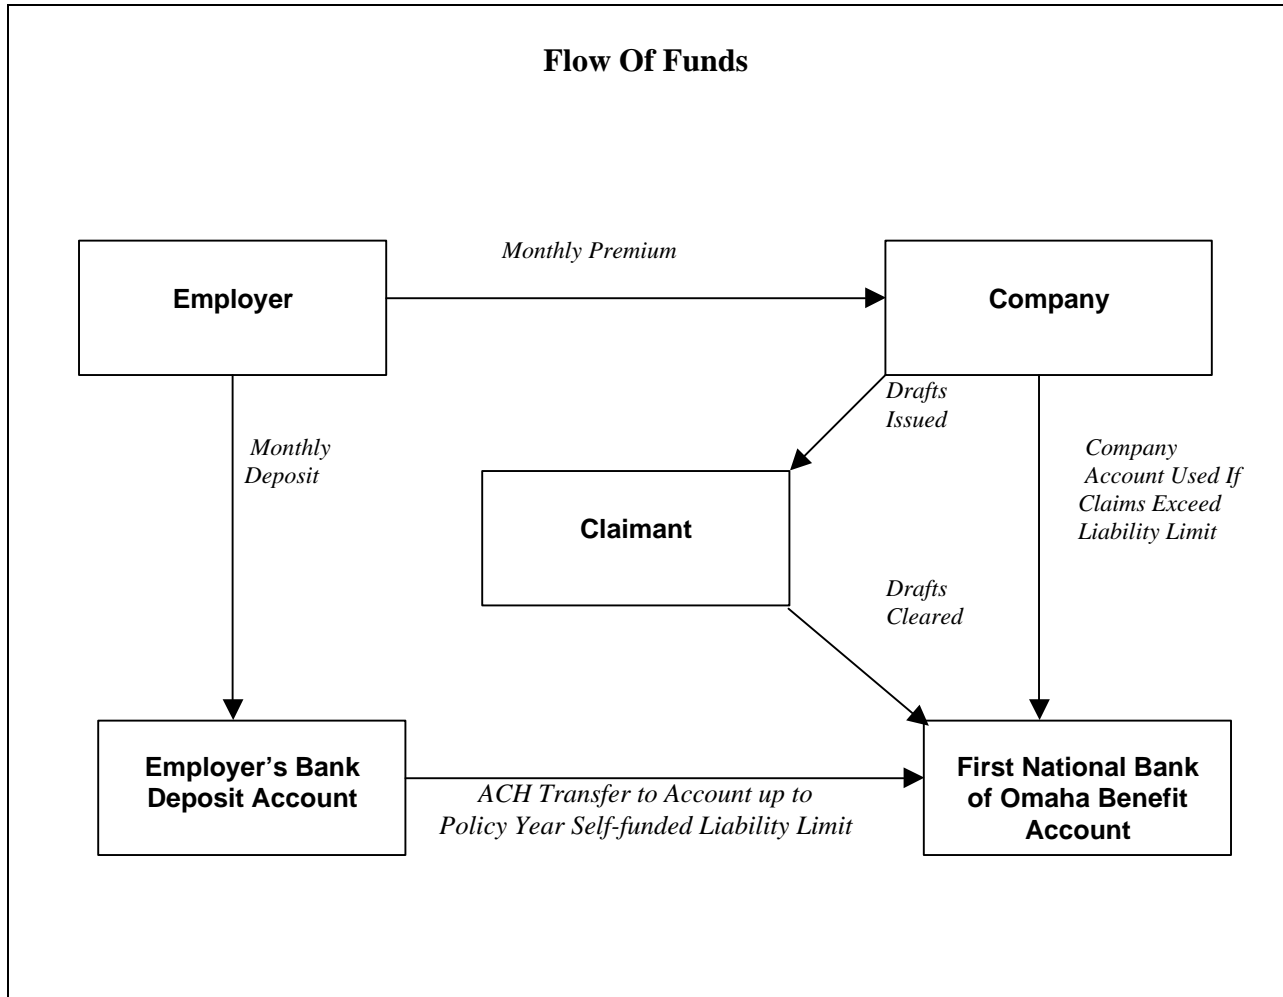 Flow Of Funds
Monthly Premium
Employer
Company
Drafts
Issued
Monthly
Deposit
Company
Account Used If
Claims Exceed
Liability Limit
Claimant
Drafts
Cleared
Employer’s Bank
Deposit Account
ACH Transfer to Account up to
Policy Year Self-funded Liability Limit
First National Bank
of Omaha Benefit
Account